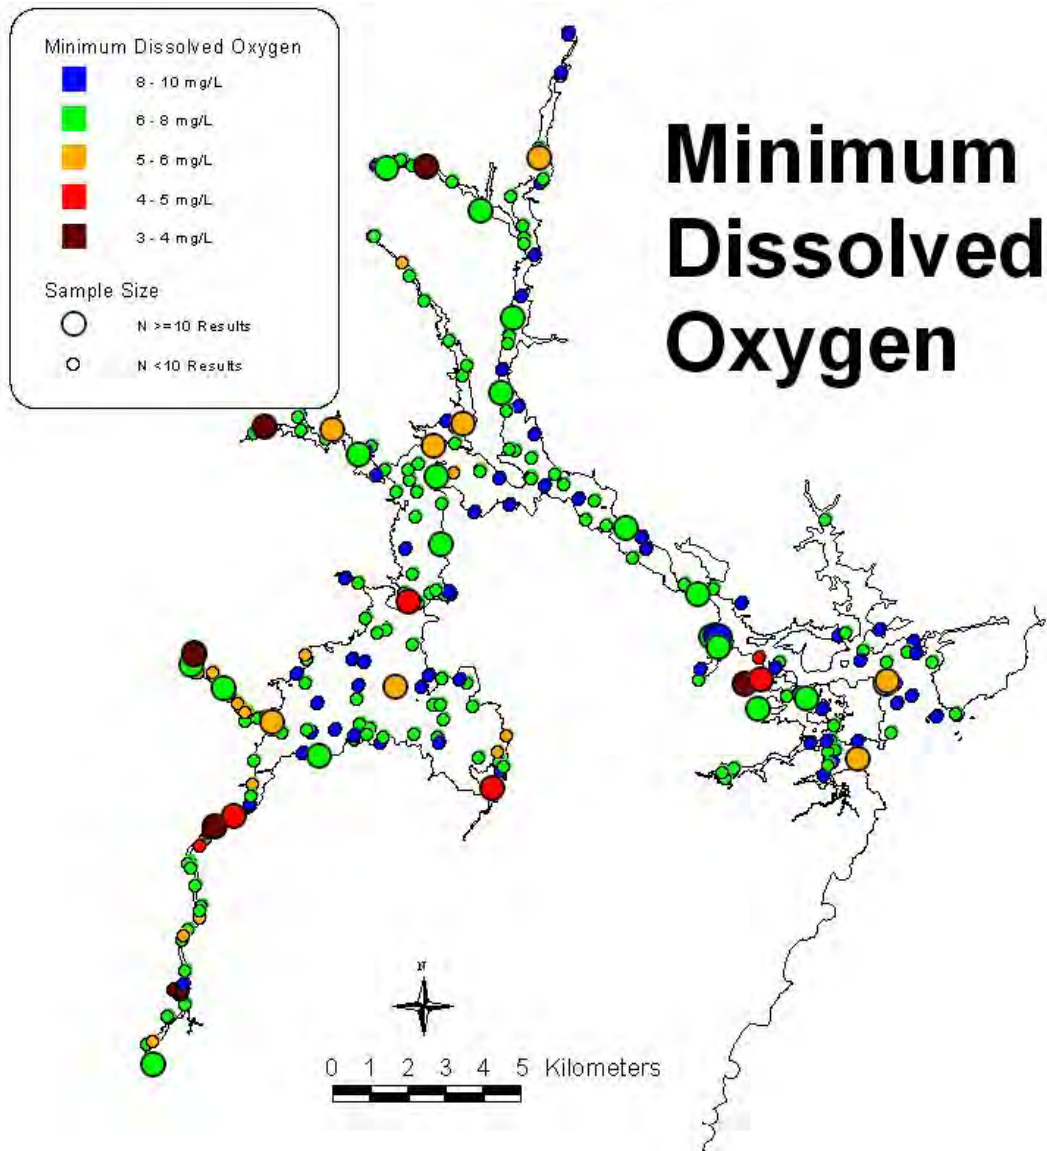 Minimum Dissolved Oxygen
8 - 10 mg/L
6 - 8 mg/L
5 - 6 mg/L
4 - 5 mg/L
3 - 4 mg/L
Sample Size
N >=10 Results
N <10 Results
Minimum
Dissolved
Oxygen
N
0 1 2 3 4 5 Kilometers